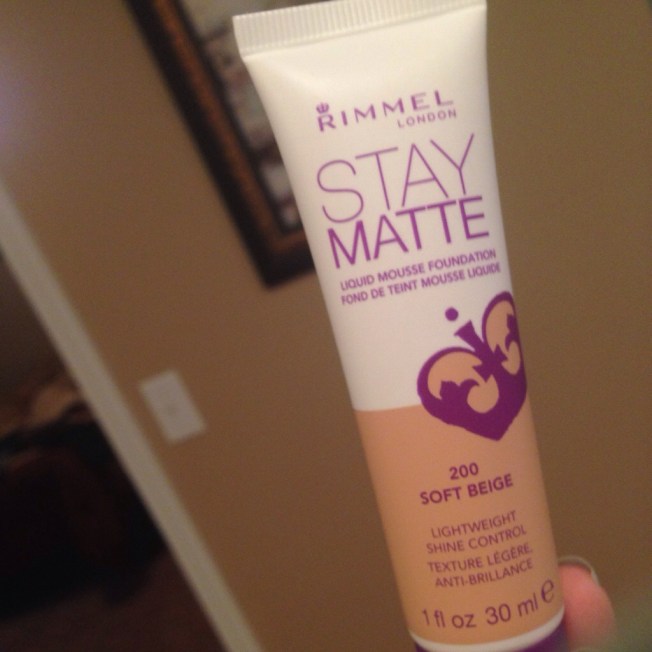 RIMMEL
LONDON
STAY
MATTE
LIQUID MOUSSE FOUNDATION
FOND DE TEINT MOUSSE LIQUIDE
200
SOFT BEIGE
LIGHTWEIGHT
SHINE CONTROL
TEXTURE LÉGÈRE,
ANTI-BRILLANCE
1 fl oz 30 ml ℮